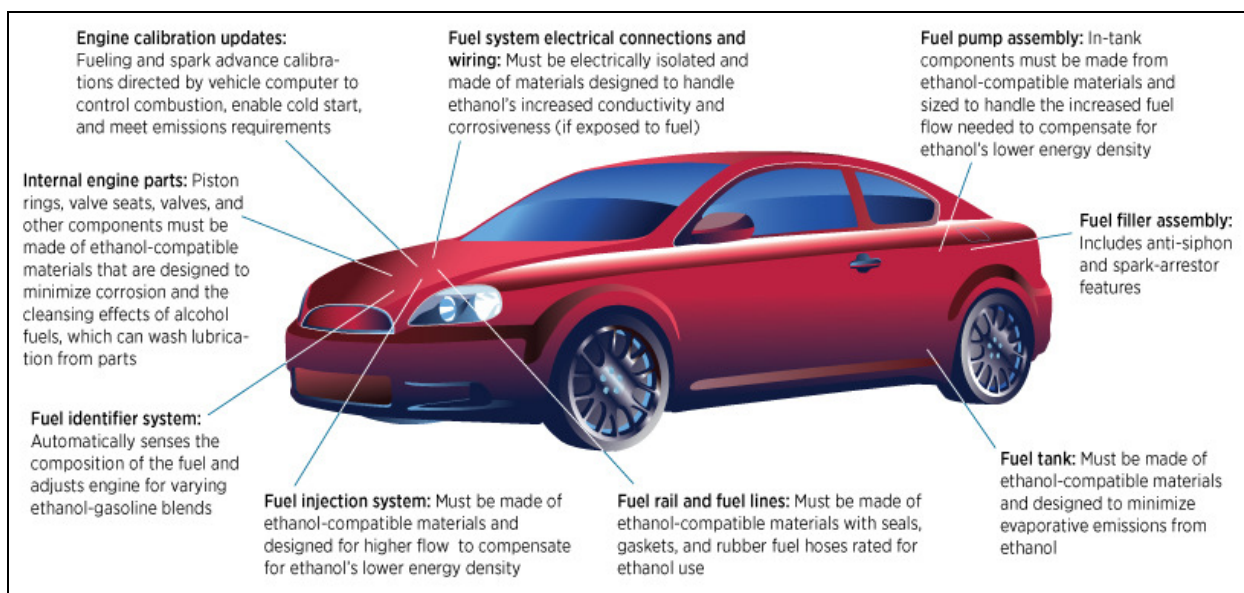 Engine calibration updates:
Fueling and spark advance calibra-
tions directed by vehicle computer to
control combustion, enable cold start,
and meet emissions requirements
Fuel system electrical connections and
wiring: Must be electrically isolated and
made of materials designed to handle
ethanol's increased conductivity and
corrosiveness (if exposed to fuel)
Fuel pump assembly: In-tank
components must be made from
ethanol-compatible materials and
sized to handle the increased fuel
flow needed to compensate for
ethanol's lower energy density
Internal engine parts: Piston
rings, valve seats, valves, and
other components must be
made of ethanol-compatible
materials that are designed to
minimize corrosion and the
cleansing effects of alcohol
fuels, which can wash lubrica-
tion from parts
Fuel filler assembly:
Includes anti-siphon
and spark-arrestor
features
Fuel identifier system:
Automatically senses the
composition of the fuel and
adjusts engine for varying
ethanol-gasoline blends
Fuel injection system: Must be made of
ethanol-compatible materials and
designed for higher flow to compensate
for ethanol's lower energy density
Fuel rail and fuel lines: Must be made of
ethanol-compatible materials with seals,
gaskets, and rubber fuel hoses rated for
ethanol use
Fuel tank: Must be made of
ethanol-compatible materials
and designed to minimize
evaporative emissions from
ethanol